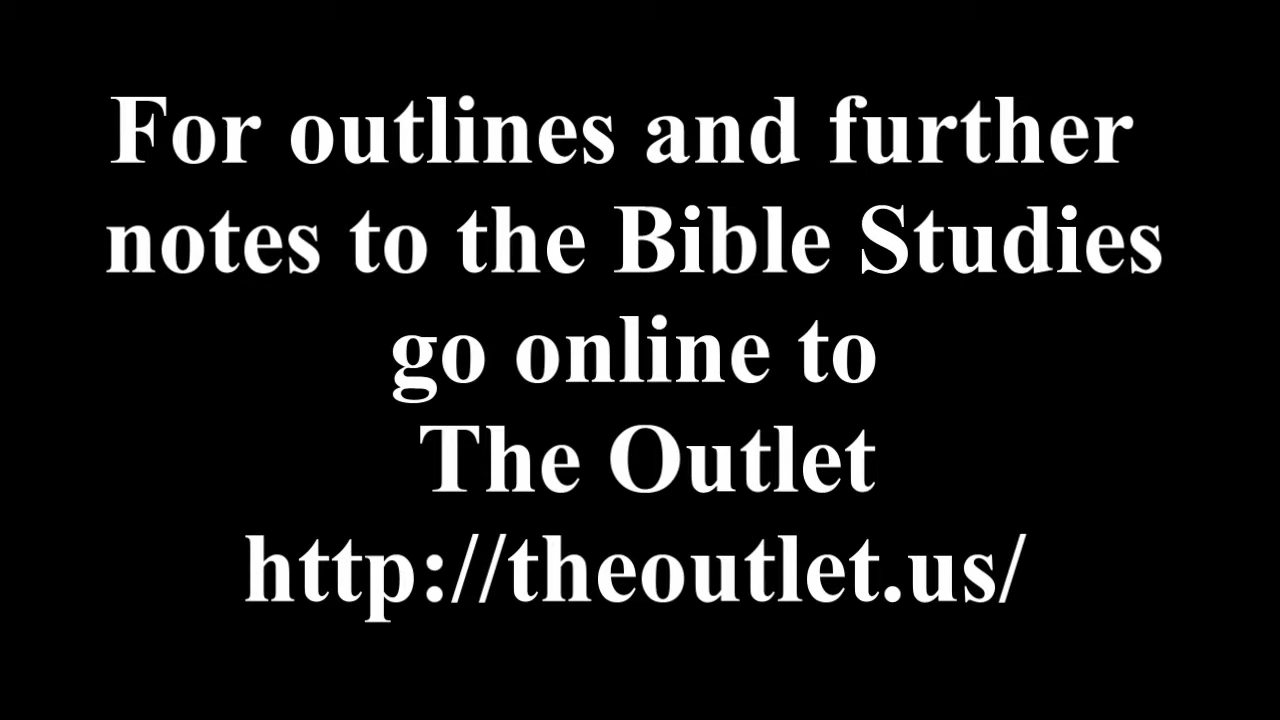 For outlines and further
notes to the Bible Studies
go online to
The Outlet
http://theoutlet.us/